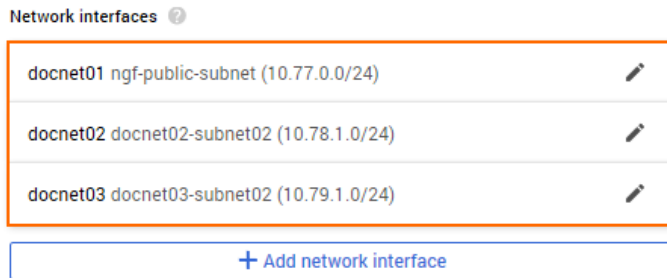 Network interfaces ?
docnet01 ngf-public-subnet (10.77.0.0/24)
docnet02 docnet02-subnet02 (10.78.1.0/24)
docnet03 docnet03-subnet02 (10.79.1.0/24)
+ Add network interface